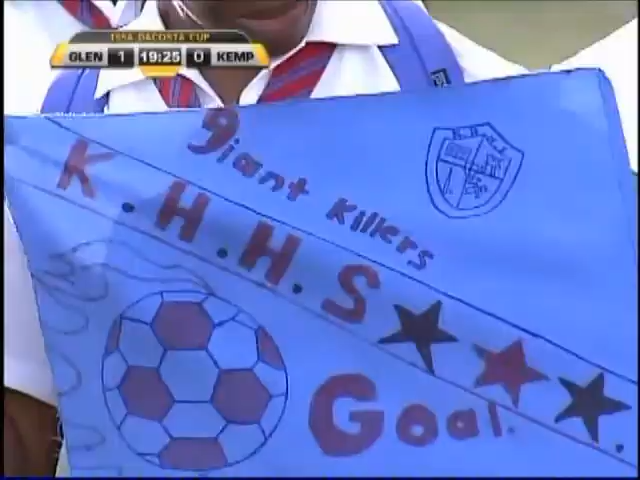 ISSA DACOSTA CUP
GLEN 1 19:25 0 KEMP
Giant Killers
K.H.H.S
Goal.